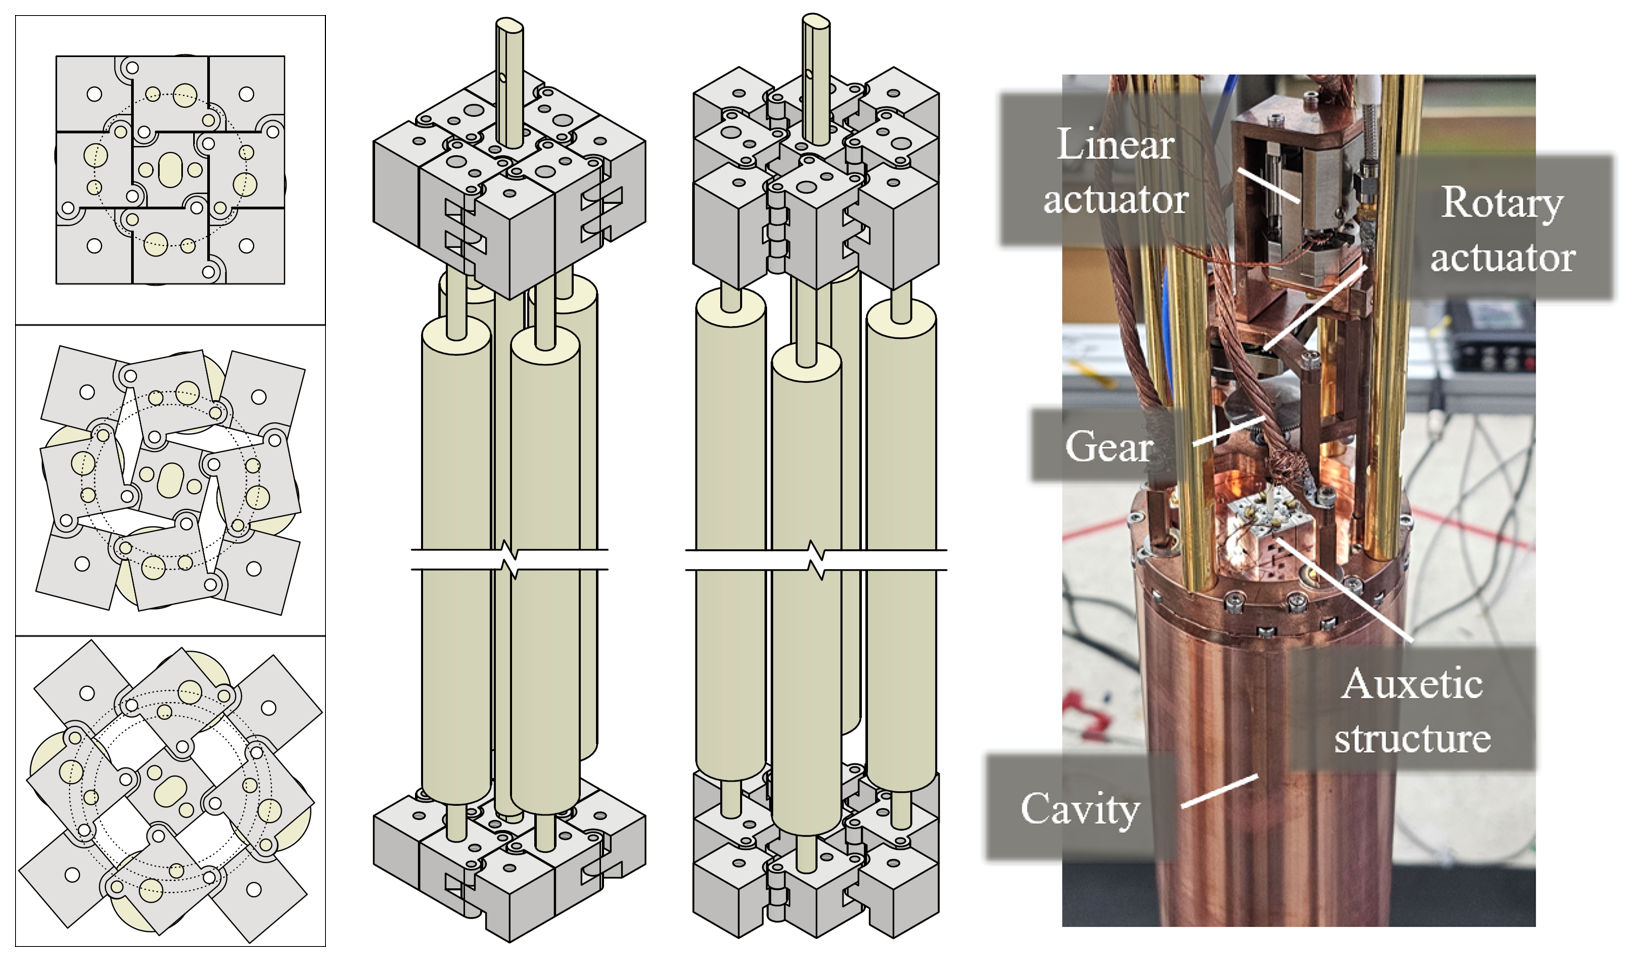 Linear
actuator
Rotary
actuator
Gear
Auxetic
structure
Cavity